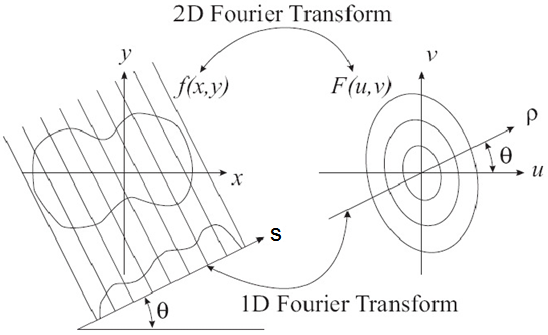 2D Fourier Transform
y
f(x,y)
F(u,v)
v
ρ
θ
x
u
s
θ
1D Fourier Transform